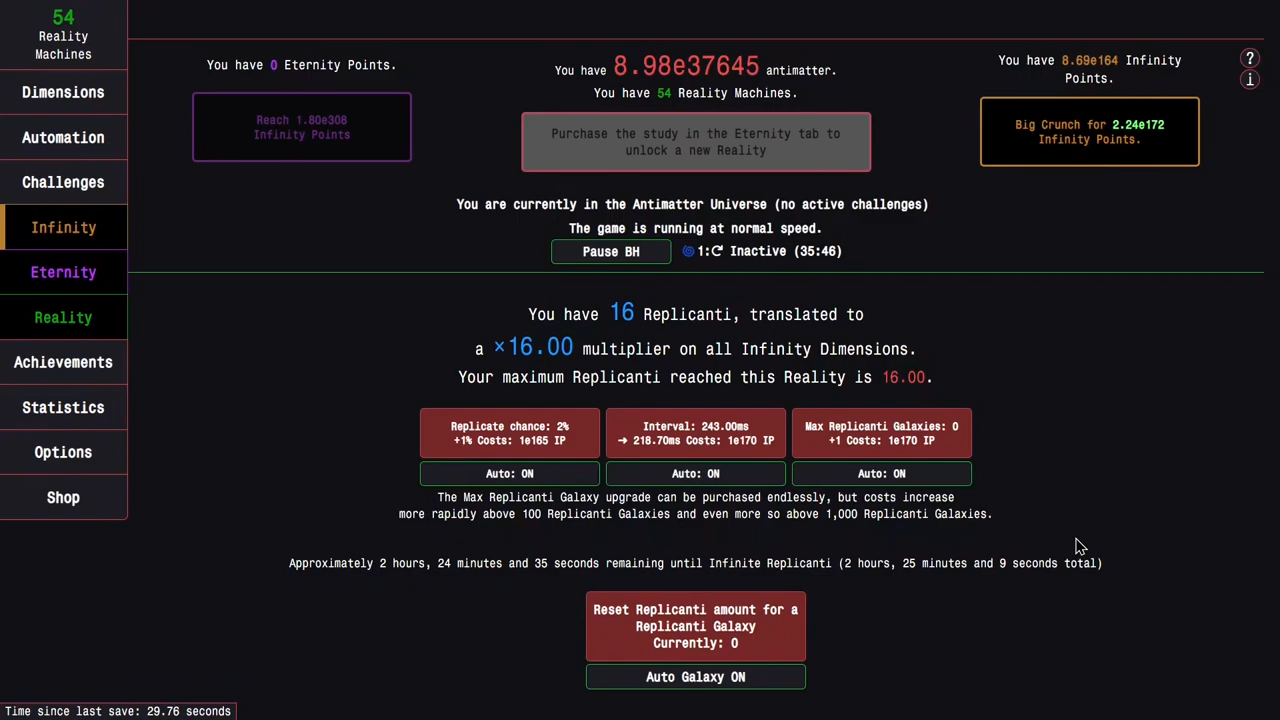 54
Reality
Machines
Dimensions
Automation
Challenges
Infinity
Eternity
Reality
Achievements
Statistics
Options
Shop
You have 0 Eternity Points.
Reach 1.80e308
Infinity Points
You have 8.98e37645 antimatter.
You have 54 Reality Machines.
Purchase the study in the Eternity tab to
unlock a new Reality
You have 8.69e164 Infinity
Points.
Big Crunch for 2.24e172
Infinity Points.
?
i
You are currently in the Antimatter Universe (no active challenges)
The game is running at normal speed.
Pause BH
1:⟳ Inactive (35:46)
You have 16 Replicanti, translated to
a ×16.00 multiplier on all Infinity Dimensions.
Your maximum Replicanti reached this Reality is 16.00.
Replicate chance: 2%
+1% Costs: 1e165 IP
Auto: ON
Interval: 243.00ms
➜ 218.70ms Costs: 1e170 IP
Auto: ON
Max Replicanti Galaxies: 0
+1 Costs: 1e170 IP
Auto: ON
The Max Replicanti Galaxy upgrade can be purchased endlessly, but costs increase
more rapidly above 100 Replicanti Galaxies and even more so above 1,000 Replicanti Galaxies.
Approximately 2 hours, 24 minutes and 35 seconds remaining until Infinite Replicanti (2 hours, 25 minutes and 9 seconds total)
Reset Replicanti amount for a
Replicanti Galaxy
Currently: 0
Auto Galaxy ON
Time since last save: 29.76 seconds